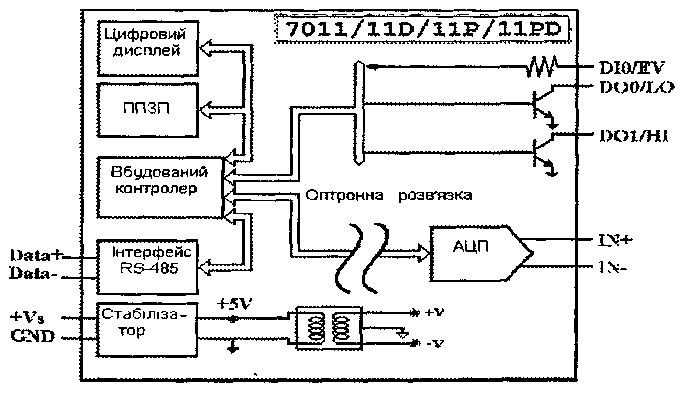 7011/11D/11P/11PD
Цифровий
дисплей
ППЗП
Вбудований
контролер
Оптронна розв'язка
Інтерфейс
RS-485
Стабіліза-
тор
+5V
АЦП
+V
-V
DI0/EV
DO0/LO
DO1/HI
IN+
IN-
Data+
Data-
+Vs
GND